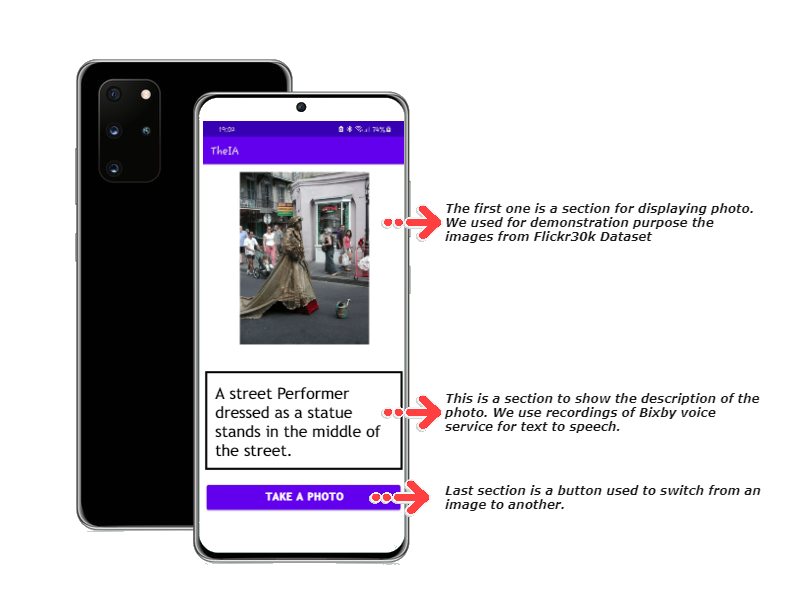 19:09
74%
TheIA
The first one is a section for displaying photo.
We used for demonstration purpose the
images from Flickr30k Dataset
A street Performer
dressed as a statue
stands in the middle of
the street.
This is a section to show the description of the
photo. We use recordings of Bixby voice
service for text to speech.
TAKE A PHOTO
Last section is a button used to switch from an
image to another.